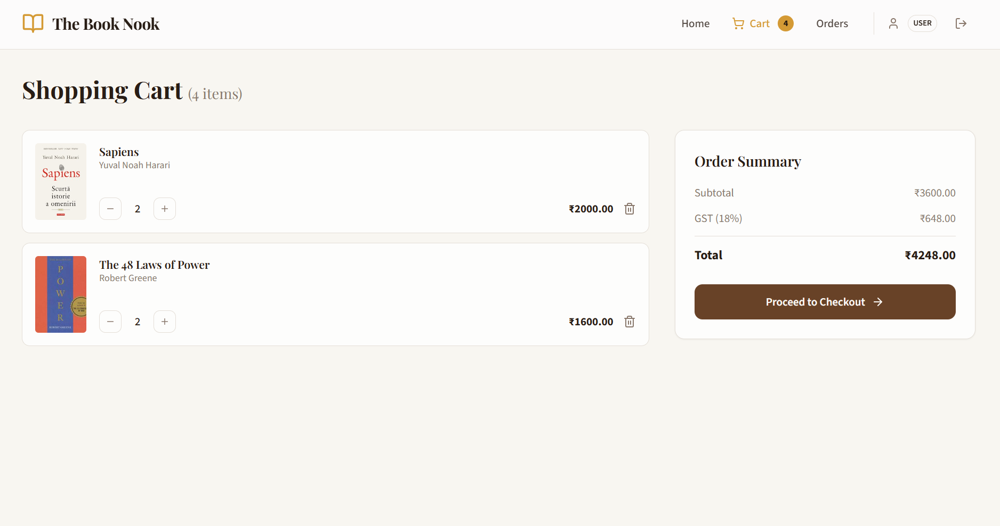 The Book Nook
Home Cart 4 Orders USER
Shopping Cart (4 items)
Yuval Noah Harari
Sapiens
Scurtă
istorie
a omenirii
Sapiens
Yuval Noah Harari
2
₹2000.00
P
O
W
E
R
ROBERT GREENE
The 48 Laws of Power
Robert Greene
2
₹1600.00
Order Summary
Subtotal ₹3600.00
GST (18%) ₹648.00
Total ₹4248.00
Proceed to Checkout